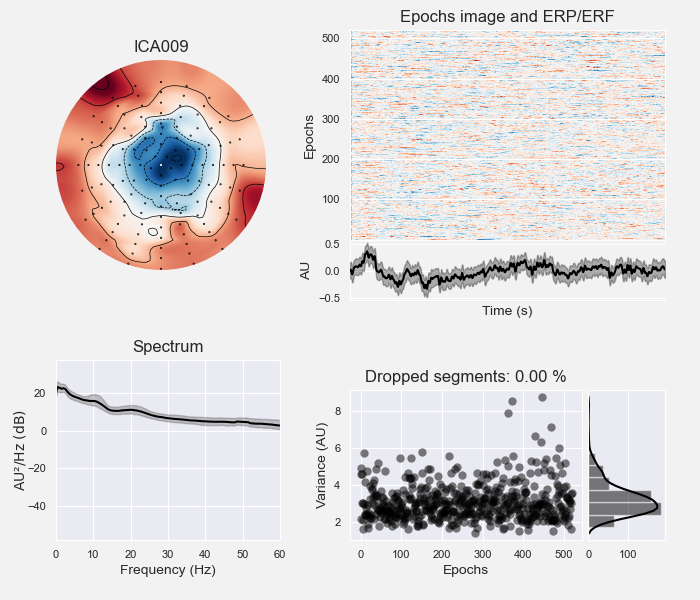 ICA009
Epochs image and ERP/ERF
Epochs
500
400
300
200
100
AU
0.5
0.0
−0.5
Time (s)
Spectrum
AU²/Hz (dB)
20
0
−20
−40
0 10 20 30 40 50 60
Frequency (Hz)
Dropped segments: 0.00 %
Variance (AU)
8
6
4
2
0 100 200 300 400 500
Epochs
0 100